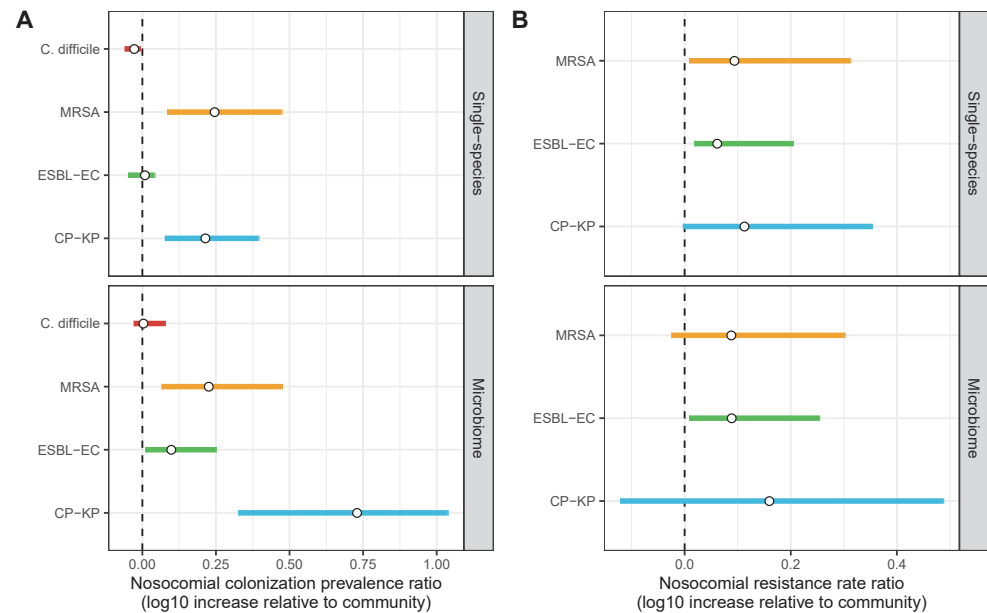 A
C. difficile
MRSA
ESBL−EC
CP−KP
Single−species
C. difficile
MRSA
ESBL−EC
CP−KP
Microbiome
0.00 0.25 0.50 0.75 1.00
Nosocomial colonization prevalence ratio
(log10 increase relative to community)
B
MRSA
ESBL−EC
CP−KP
Single−species
MRSA
ESBL−EC
CP−KP
Microbiome
0.0 0.2 0.4
Nosocomial resistance rate ratio
(log10 increase relative to community)